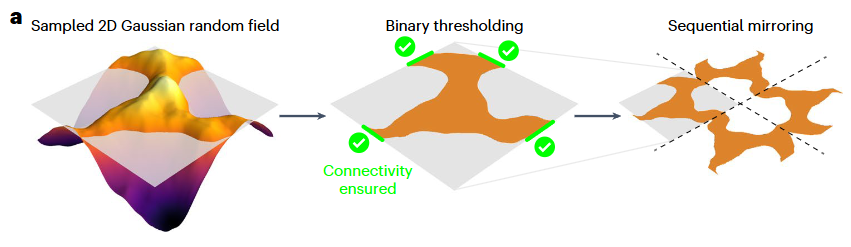 a
Sampled 2D Gaussian random field
Binary thresholding
Sequential mirroring
Connectivity
ensured